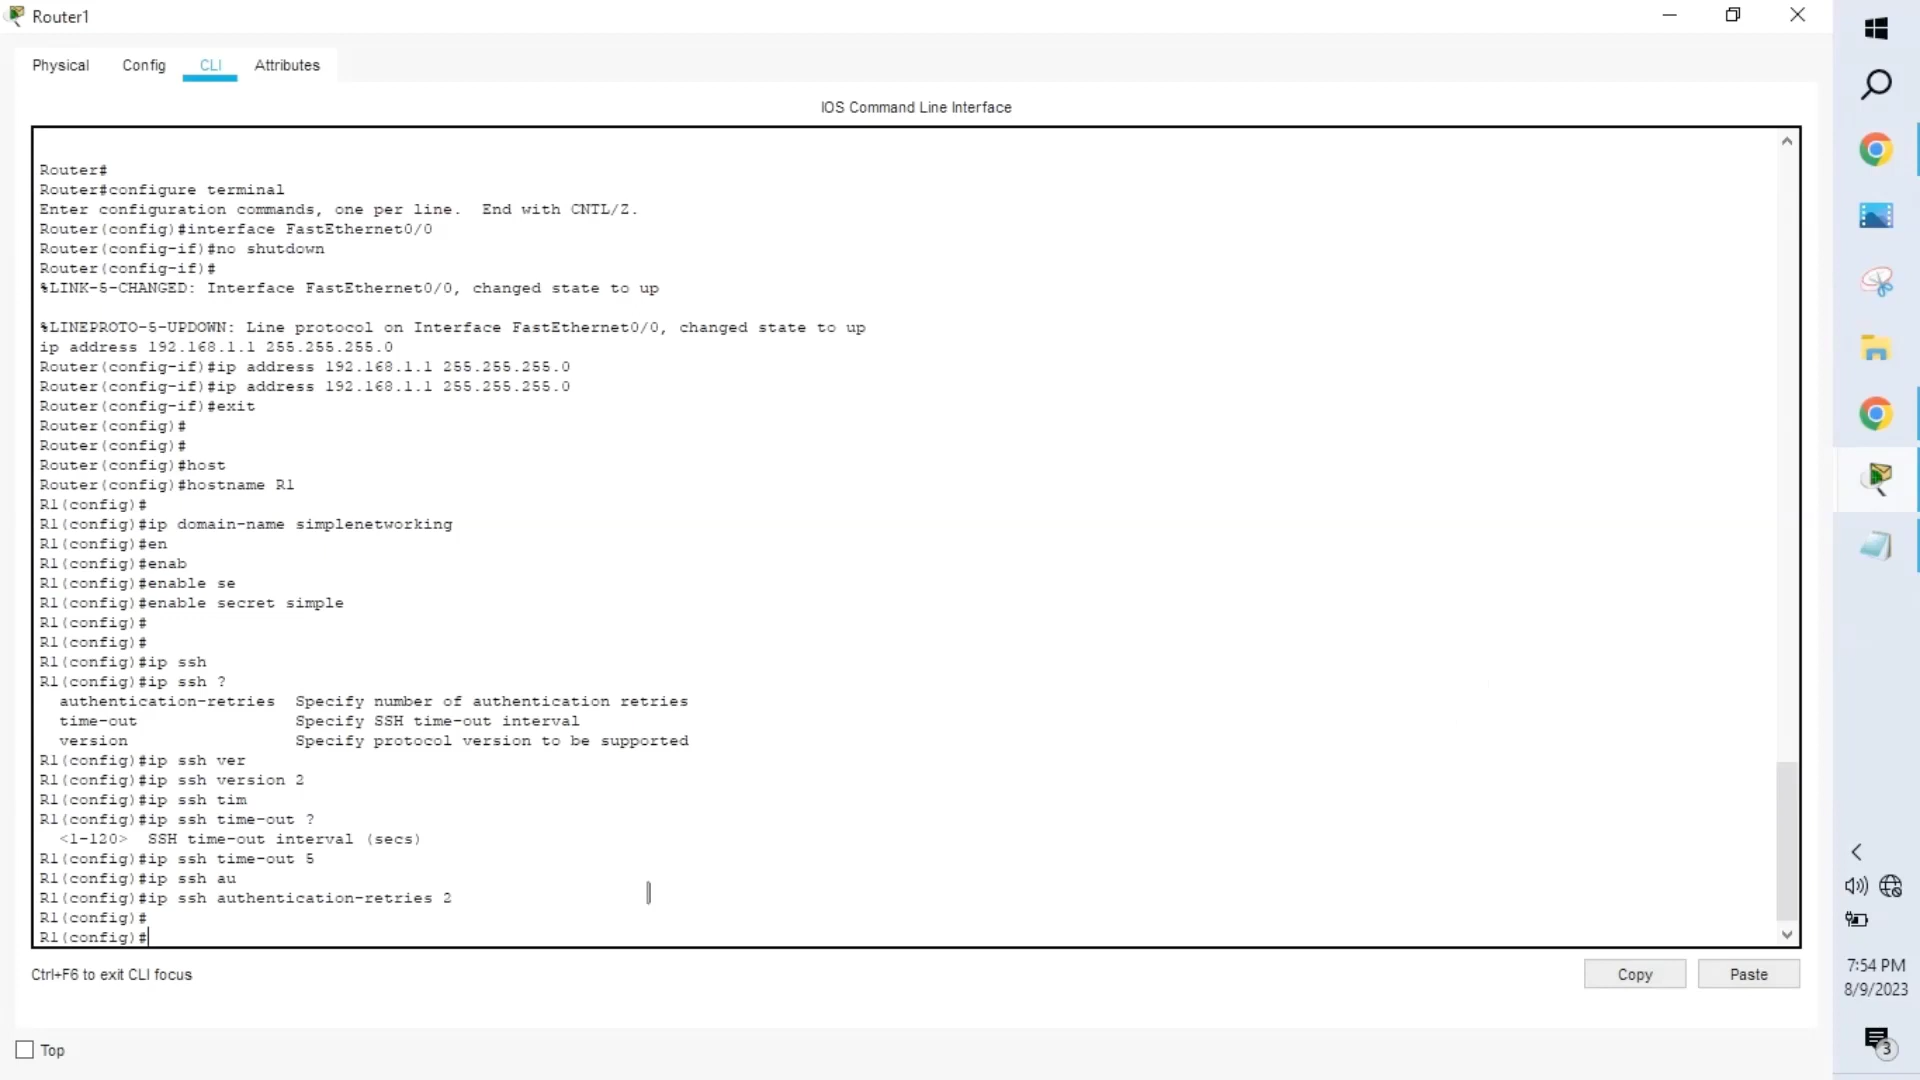 Router1
Physical Config CLI Attributes
IOS Command Line Interface
Router#
Router#configure terminal
Enter configuration commands, one per line.  End with CNTL/Z.
Router(config)#interface FastEthernet0/0
Router(config-if)#no shutdown
Router(config-if)#
%LINK-5-CHANGED: Interface FastEthernet0/0, changed state to up
%LINEPROTO-5-UPDOWN: Line protocol on Interface FastEthernet0/0, changed state to up
ip address 192.168.1.1 255.255.255.0
Router(config-if)#ip address 192.168.1.1 255.255.255.0
Router(config-if)#ip address 192.168.1.1 255.255.255.0
Router(config-if)#exit
Router(config)#
Router(config)#
Router(config)#host
Router(config)#hostname R1
R1(config)#
R1(config)#ip domain-name simplenetworking
R1(config)#en
R1(config)#enab
R1(config)#enable se
R1(config)#enable secret simple
R1(config)#
R1(config)#
R1(config)#ip ssh
R1(config)#ip ssh ?
authentication-retries  Specify number of authentication retries
time-out                Specify SSH time-out interval
version                 Specify protocol version to be supported
R1(config)#ip ssh ver
R1(config)#ip ssh version 2
R1(config)#ip ssh tim
R1(config)#ip ssh time-out ?
<1-120>  SSH time-out interval (secs)
R1(config)#ip ssh time-out 5
R1(config)#ip ssh au
R1(config)#ip ssh authentication-retries 2
R1(config)#
R1(config)#
Ctrl+F6 to exit CLI focus
Copy Paste
Top
7:54 PM
8/9/2023
3